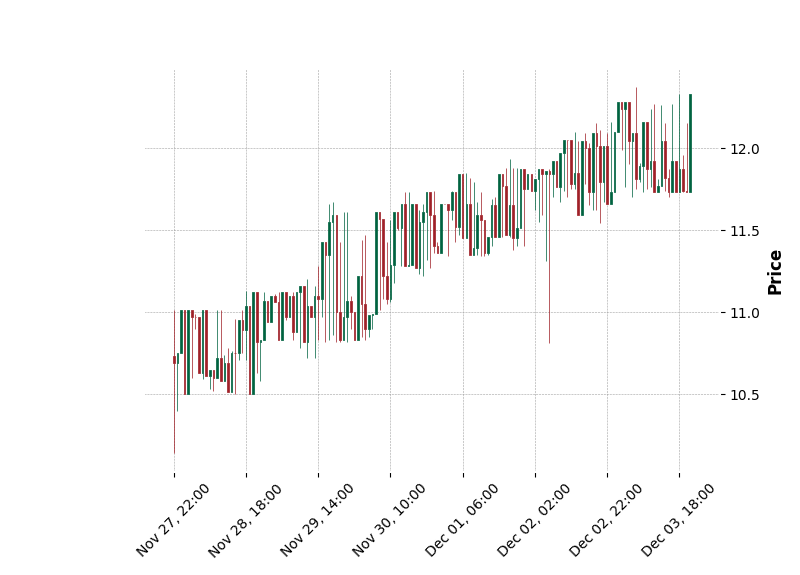 12.0
11.5
11.0
10.5
Price
Nov 27, 22:00
Nov 28, 18:00
Nov 29, 14:00
Nov 30, 10:00
Dec 01, 06:00
Dec 02, 02:00
Dec 02, 22:00
Dec 03, 18:00